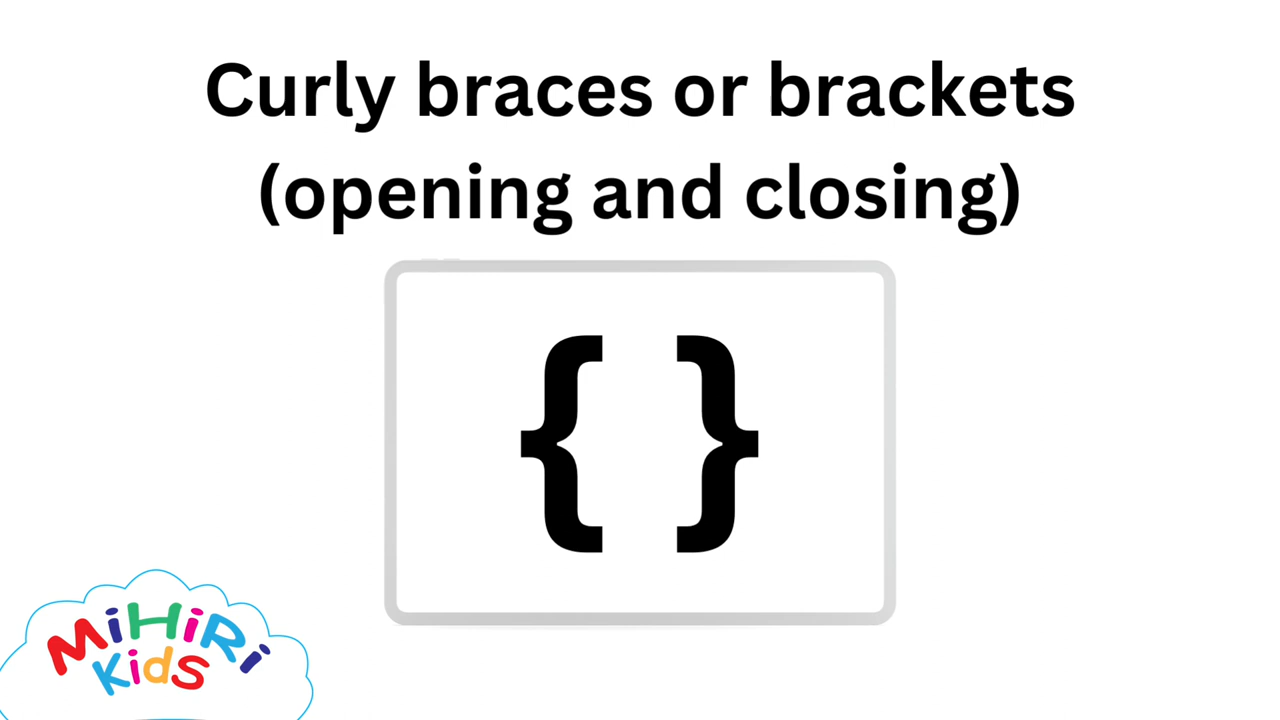 Curly braces or brackets
(opening and closing)
{ }
MiHiRi
Kids